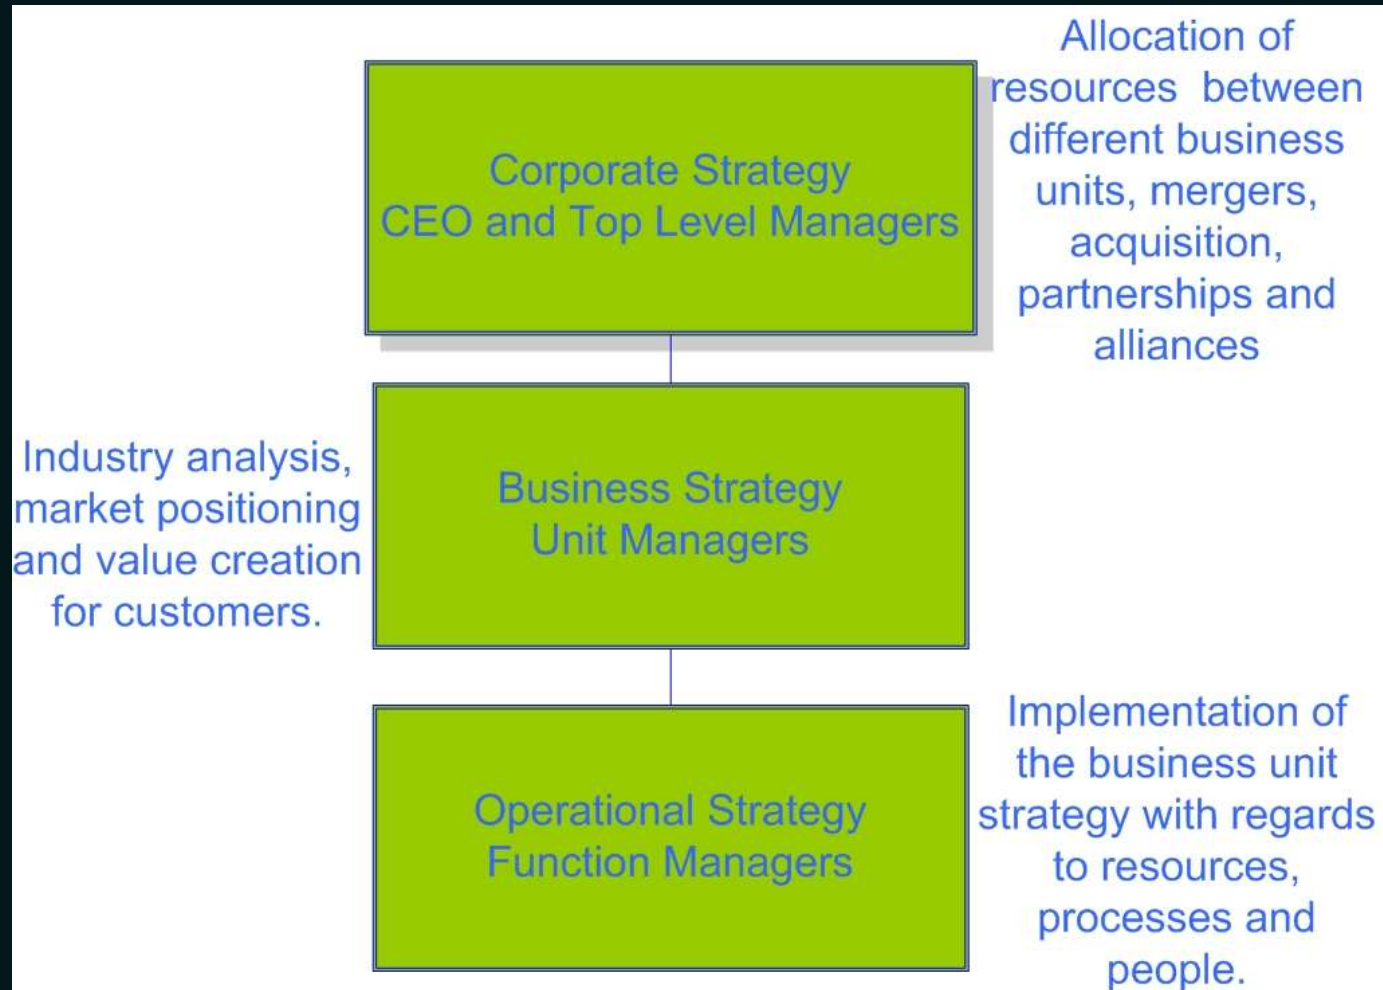 Corporate Strategy
CEO and Top Level Managers
Allocation of
resources between
different business
units, mergers,
acquisition,
partnerships and
alliances
Industry analysis,
market positioning
and value creation
for customers.
Business Strategy
Unit Managers
Operational Strategy
Function Managers
Implementation of
the business unit
strategy with regards
to resources,
processes and
people.